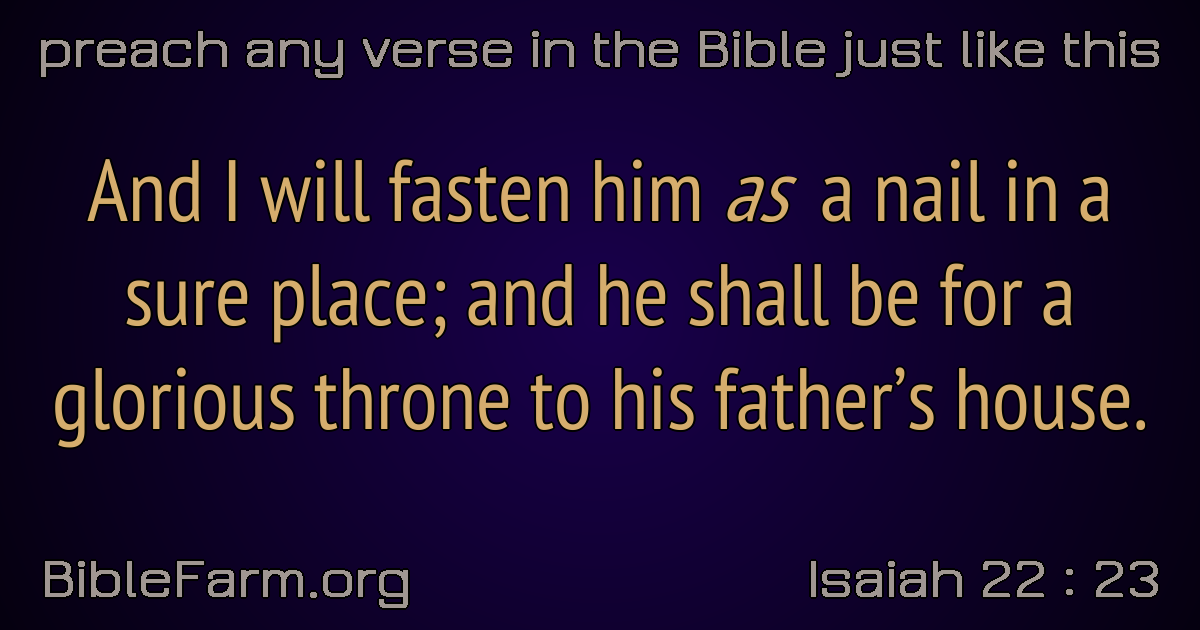 preach any verse in the Bible just like this
And I will fasten him as a nail in a
sure place; and he shall be for a
glorious throne to his father’s house.
BibleFarm.org
Isaiah 22 : 23